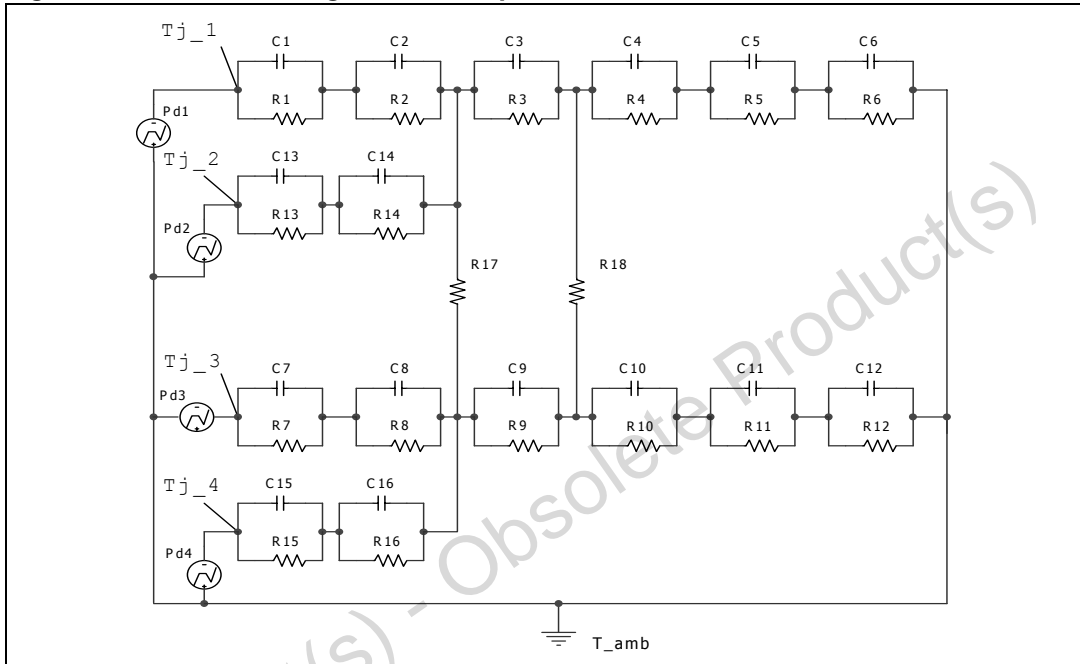 Tj_1
C1 C2 C3 C4 C5 C6
R1 R2 R3 R4 R5 R6
Pd1
Tj_2
C13 C14
R13 R14
Pd2
R17 R18
Tj_3
C7 C8 C9 C10 C11 C12
Pd3
R7 R8 R9 R10 R11 R12
Tj_4
C15 C16
R15 R16
Pd4
T_amb
(s) - Obsolete Product(s)